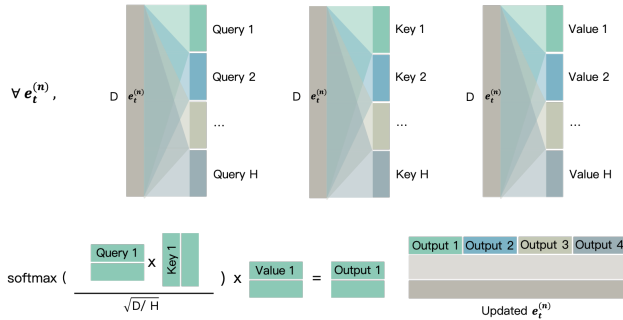 ∀ e_t^(n) ,
D e_t^(n) Query 1 Query 2 ... Query H
D e_t^(n) Key 1 Key 2 ... Key H
D e_t^(n) Value 1 Value 2 ... Value H
softmax ( Query 1 x Key 1 ) x Value 1 = Output 1
√D/ H
Output 1 Output 2 Output 3 Output 4
Updated e_t^(n)